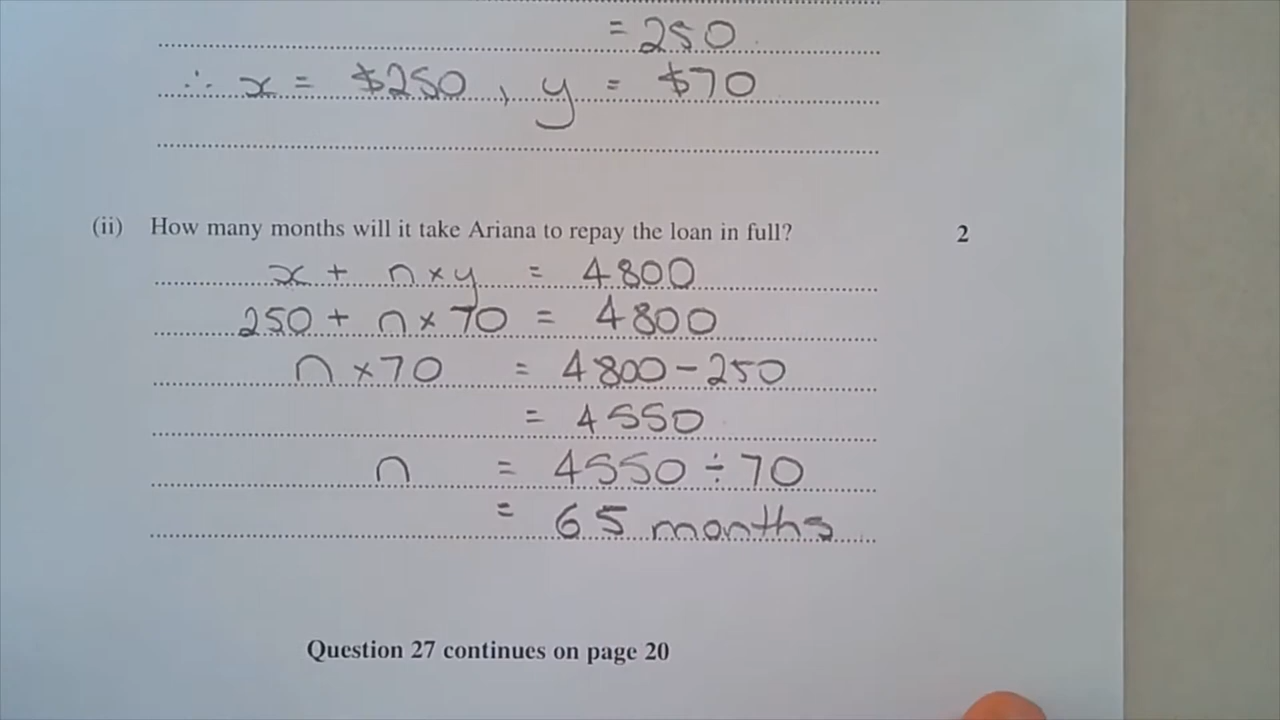 = 250
∴ x = $250 , y = $70
(ii) How many months will it take Ariana to repay the loan in full? 2
x + n × y = 4800
250 + n × 70 = 4800
n × 70 = 4800 − 250
= 4550
n = 4550 ÷ 70
= 65 months
Question 27 continues on page 20